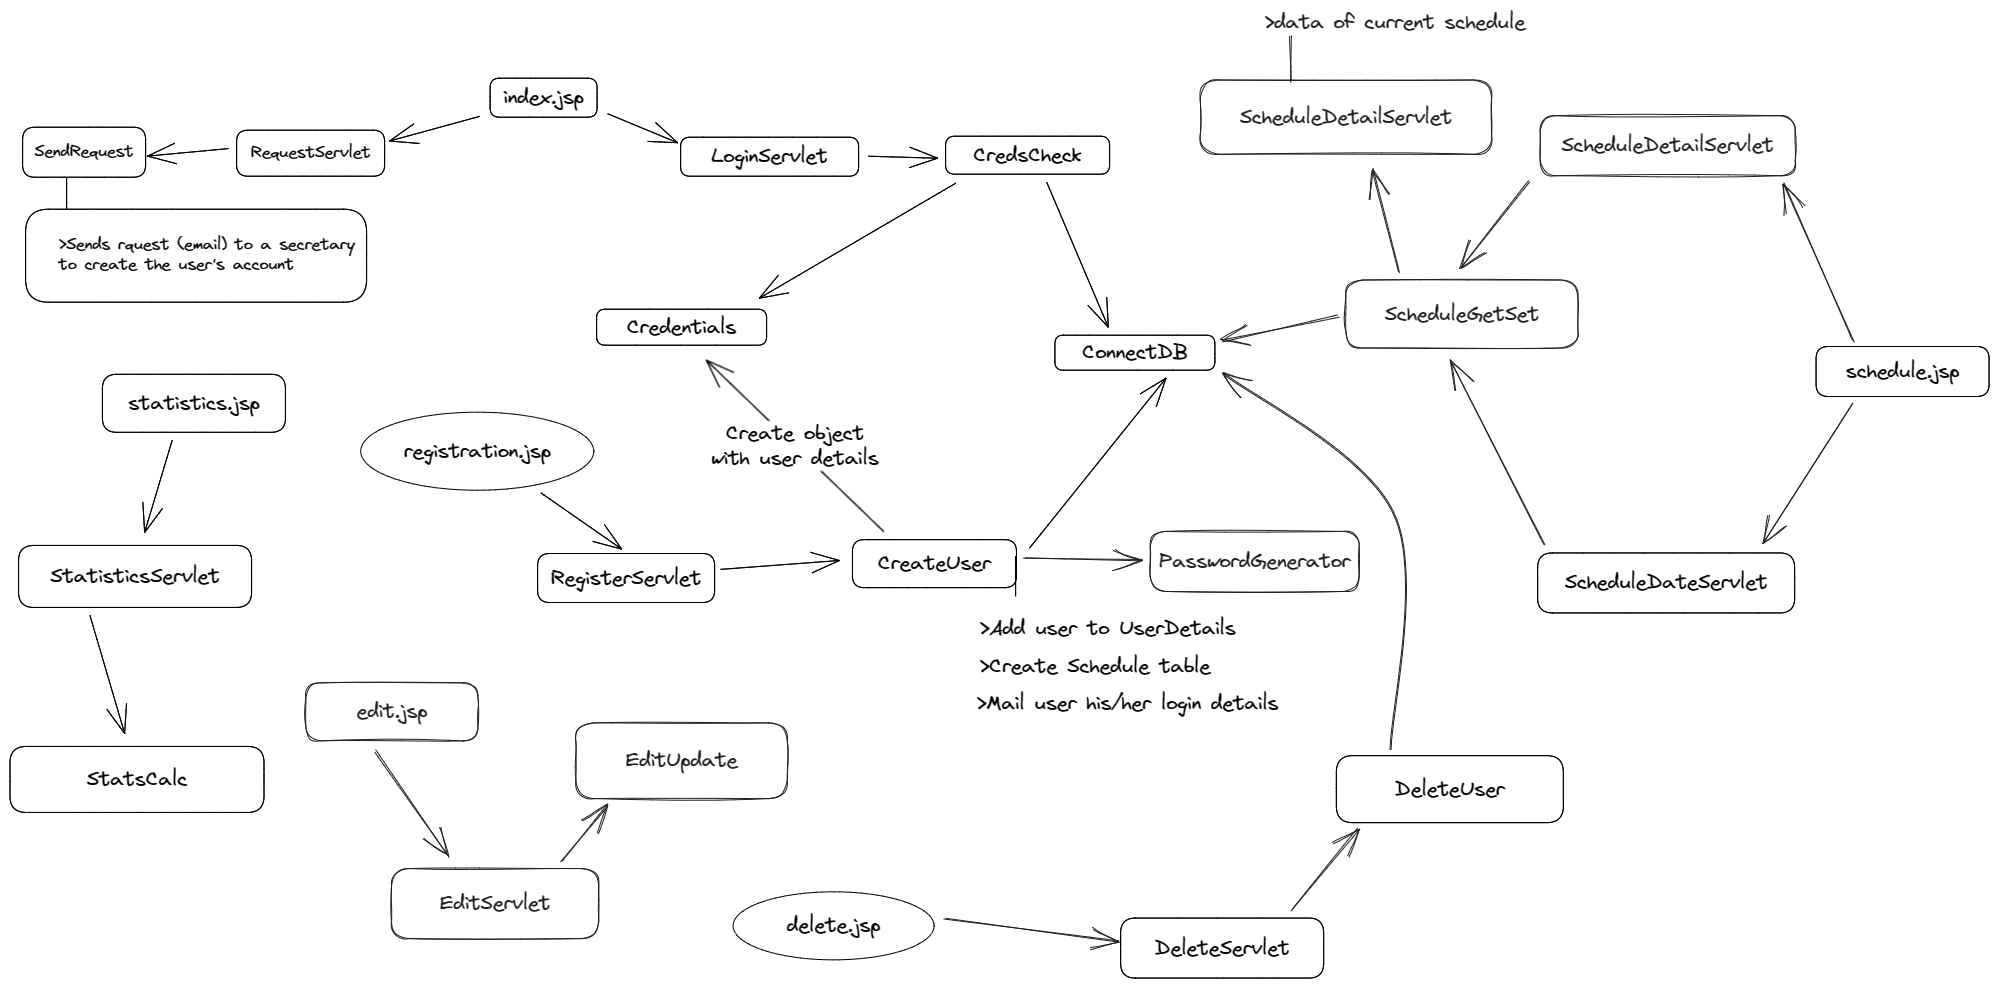 >data of current schedule
index.jsp
ScheduleDetailServlet
ScheduleDetailServlet
SendRequest
RequestServlet
LoginServlet
CredsCheck
>Sends rquest (email) to a secretary
to create the user's account
Credentials
ConnectDB
ScheduleGetSet
schedule.jsp
statistics.jsp
registration.jsp
Create object
with user details
StatisticsServlet
RegisterServlet
CreateUser
PasswordGenerator
ScheduleDateServlet
>Add user to UserDetails
>Create Schedule table
>Mail user his/her login details
edit.jsp
EditUpdate
StatsCalc
DeleteUser
EditServlet
delete.jsp
DeleteServlet